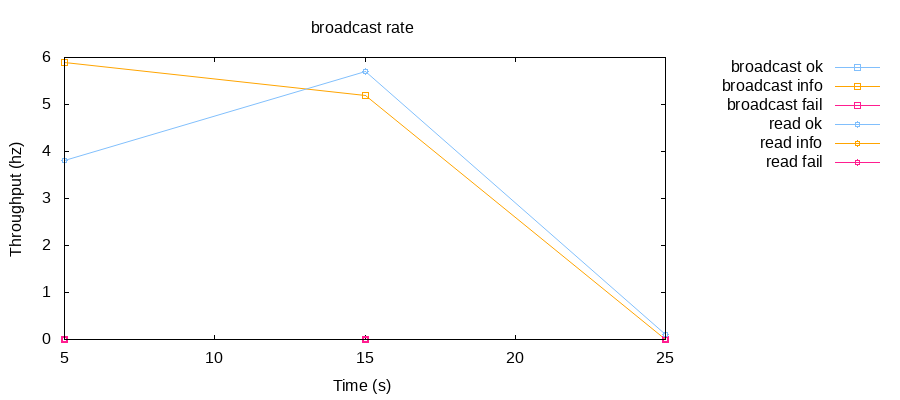 broadcast rate
6
5
4
3
2
1
0
Throughput (hz)
5 10 15 20 25
Time (s)
broadcast ok
broadcast info
broadcast fail
read ok
read info
read fail